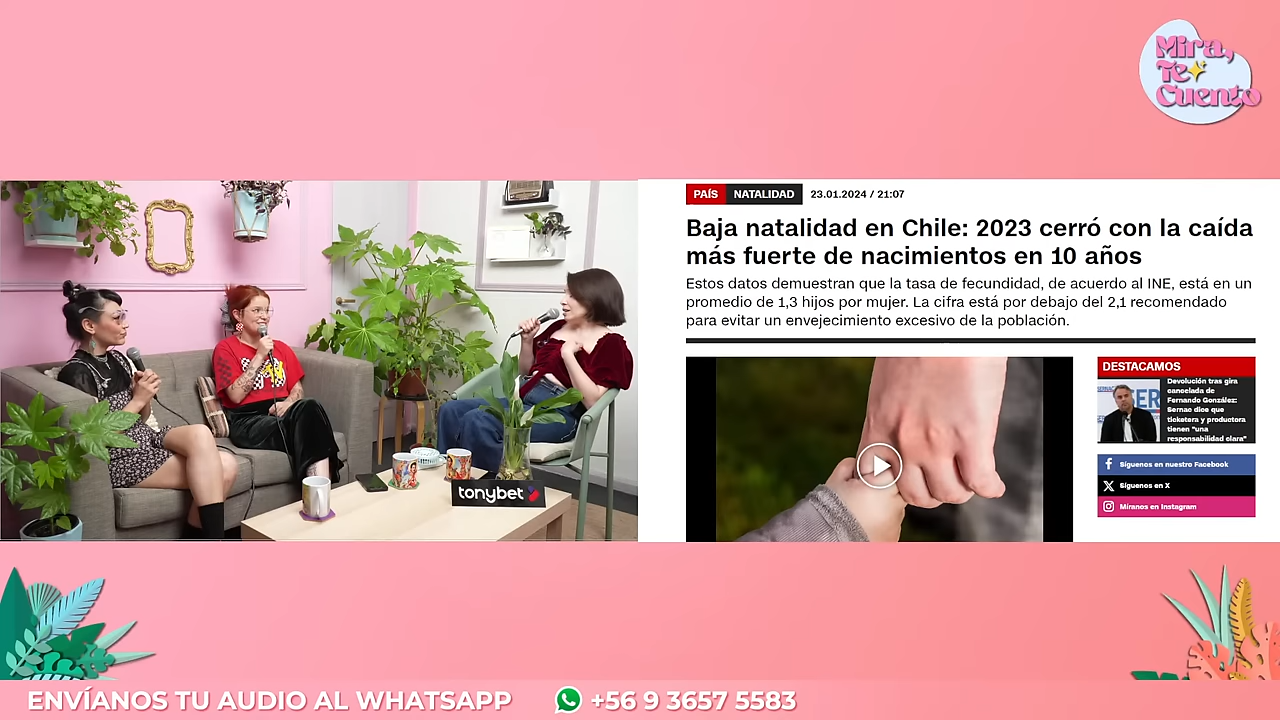 Mira,
Te
Cuento
PAÍS NATALIDAD 23.01.2024 / 21:07
Baja natalidad en Chile: 2023 cerró con la caída
más fuerte de nacimientos en 10 años
Estos datos demuestran que la tasa de fecundidad, de acuerdo al INE, está en un
promedio de 1,3 hijos por mujer. La cifra está por debajo del 2,1 recomendado
para evitar un envejecimiento excesivo de la población.
DESTACAMOS
Devolución tras gira
cancelada de
Fernando González:
Sernac dice que
ticketera y productora
tienen "una
responsabilidad clara"
Síguenos en nuestro Facebook
Síguenos en X
Míranos en Instagram
tonybet
ENVÍANOS TU AUDIO AL WHATSAPP +56 9 3657 5583